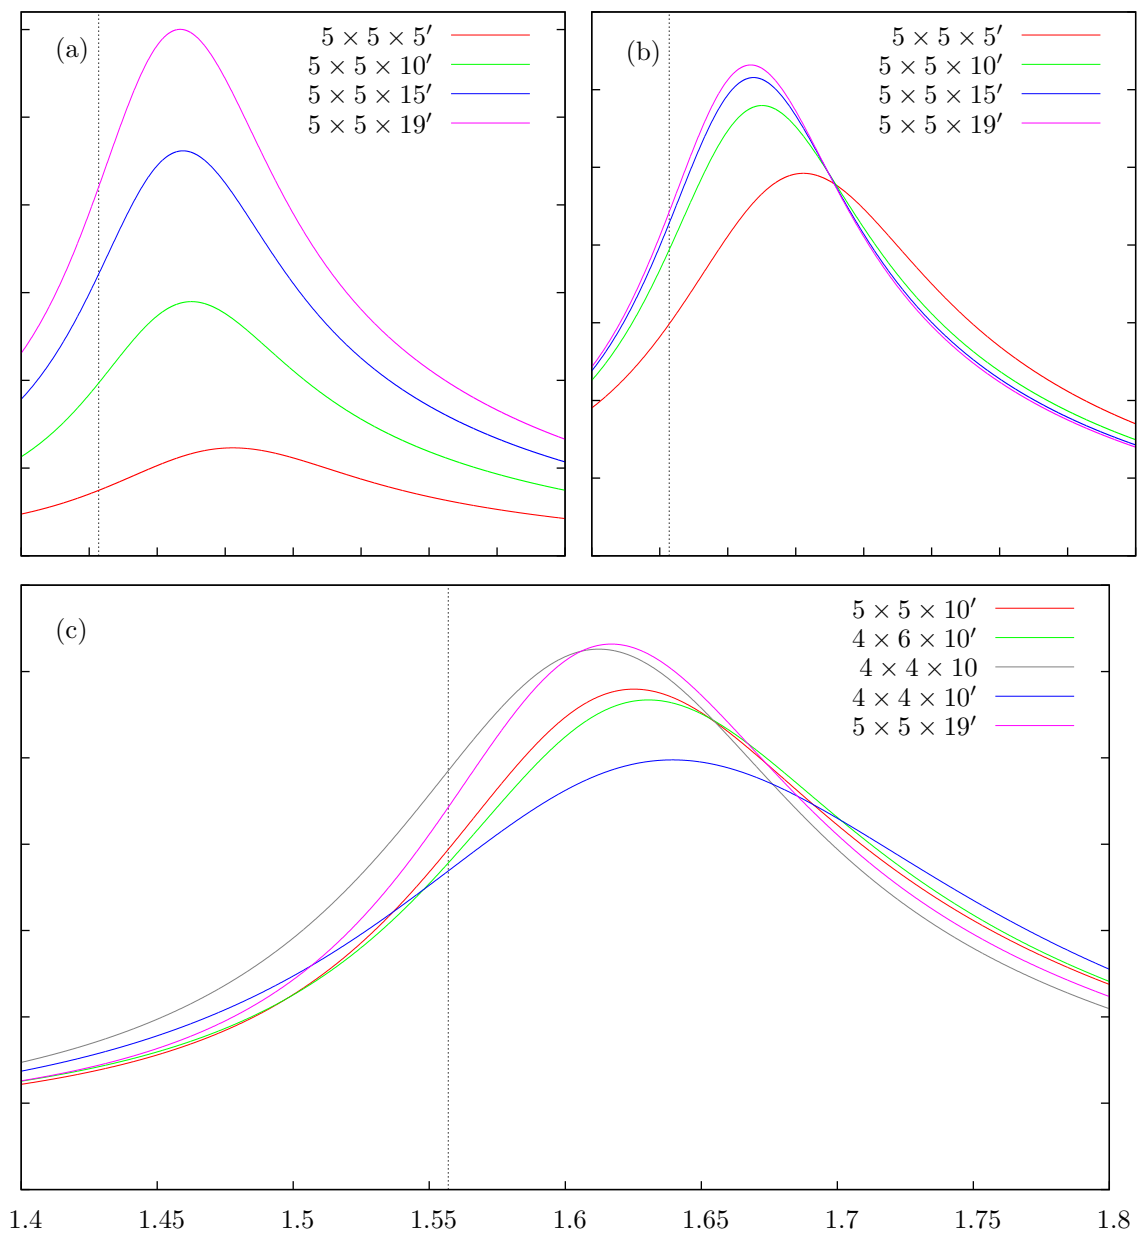 (a)
5 × 5 × 5′
5 × 5 × 10′
5 × 5 × 15′
5 × 5 × 19′
(b)
5 × 5 × 5′
5 × 5 × 10′
5 × 5 × 15′
5 × 5 × 19′
(c)
5 × 5 × 10′
4 × 6 × 10′
4 × 4 × 10
4 × 4 × 10′
5 × 5 × 19′
1.4 1.45 1.5 1.55 1.6 1.65 1.7 1.75 1.8